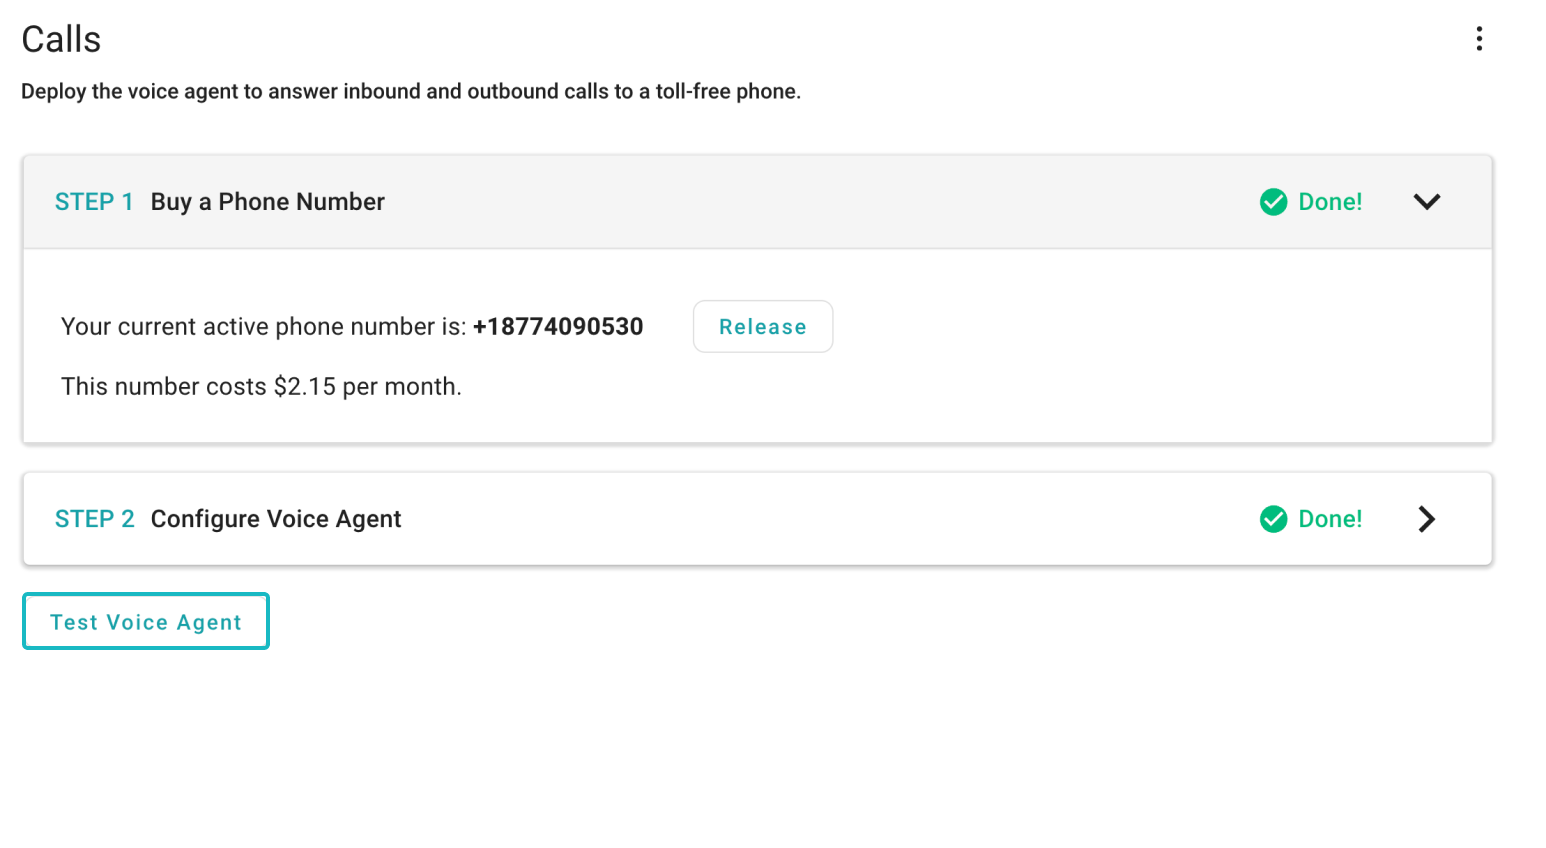 Calls
Deploy the voice agent to answer inbound and outbound calls to a toll-free phone.
STEP 1 Buy a Phone Number Done!
Your current active phone number is: +18774090530 Release
This number costs $2.15 per month.
STEP 2 Configure Voice Agent Done!
Test Voice Agent